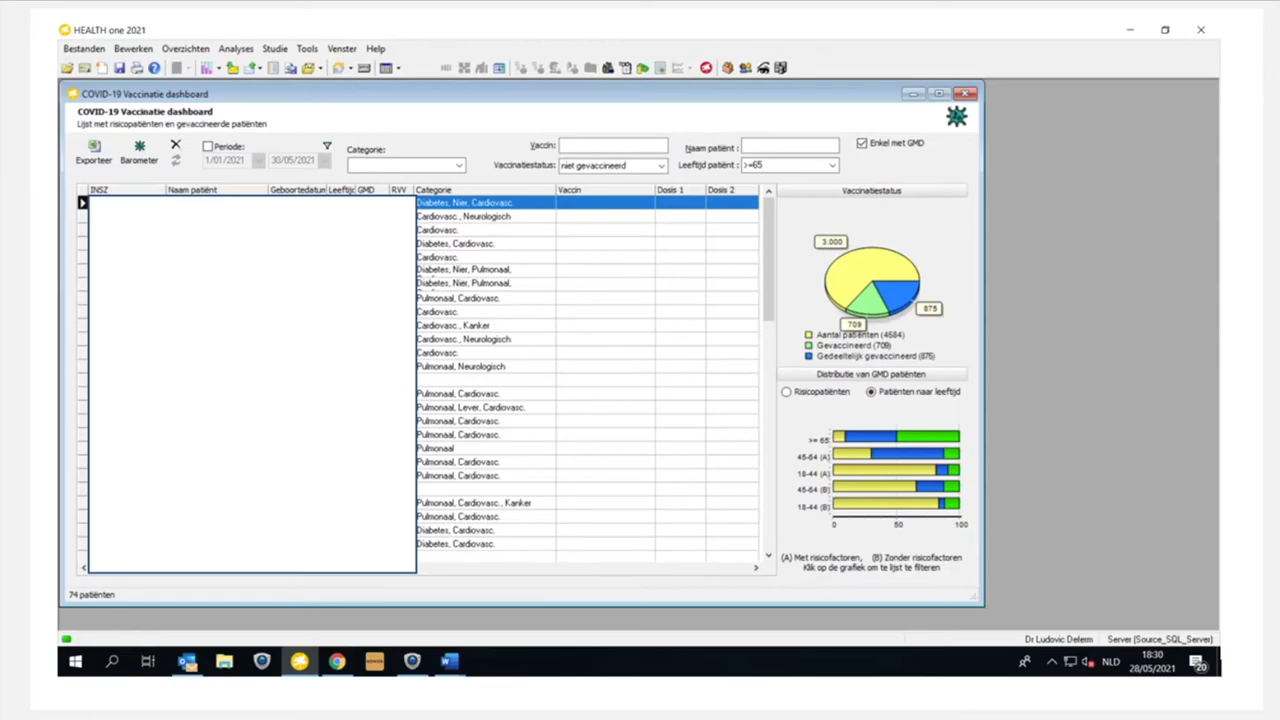 HEALTH one 2021
Bestanden Bewerken Overzichten Analyses Studie Tools Venster Help
COVID-19 Vaccinatie dashboard
COVID-19 Vaccinatie dashboard
Lijst met risicopatiënten en gevaccineerde patiënten
Exporteer Barometer
Periode:
1/01/2021 30/05/2021
Categorie:
Vaccin: Naam patiënt : Enkel met GMD
Vaccinatiestatus: niet gevaccineerd Leeftijd patiënt : >=65
INSZ Naam patiënt Geboortedatum Leeftijd GMD RVV Categorie Vaccin Dosis 1 Dosis 2
Diabetes, Nier, Cardiovasc.
Cardiovasc., Neurologisch
Cardiovasc.
Diabetes, Cardiovasc.
Cardiovasc.
Diabetes, Nier, Pulmonaal,
Diabetes, Nier, Pulmonaal,
Pulmonaal, Cardiovasc.
Cardiovasc.
Cardiovasc., Kanker
Cardiovasc., Neurologisch
Cardiovasc.
Pulmonaal, Neurologisch
Pulmonaal, Cardiovasc.
Pulmonaal, Lever, Cardiovasc.
Pulmonaal, Cardiovasc.
Pulmonaal, Cardiovasc.
Pulmonaal
Pulmonaal, Cardiovasc.
Pulmonaal, Cardiovasc.
Pulmonaal, Cardiovasc., Kanker
Pulmonaal, Cardiovasc.
Diabetes, Cardiovasc.
Diabetes, Cardiovasc.
Vaccinatiestatus
3.000
875
709
Aantal patiënten (4584)
Gevaccineerd (709)
Gedeeltelijk gevaccineerd (875)
Distributie van GMD patiënten
Risicopatiënten Patiënten naar leeftijd
>= 65
45-64 (A)
18-44 (A)
45-64 (B)
18-44 (B)
0 50 100
(A) Met risicofactoren, (B) Zonder risicofactoren
Klik op de grafiek om te lijst te filteren
74 patiënten
Dr Ludovic Deferm Server (Source_SQL_Server)
NLD
18:30
28/05/2021
20